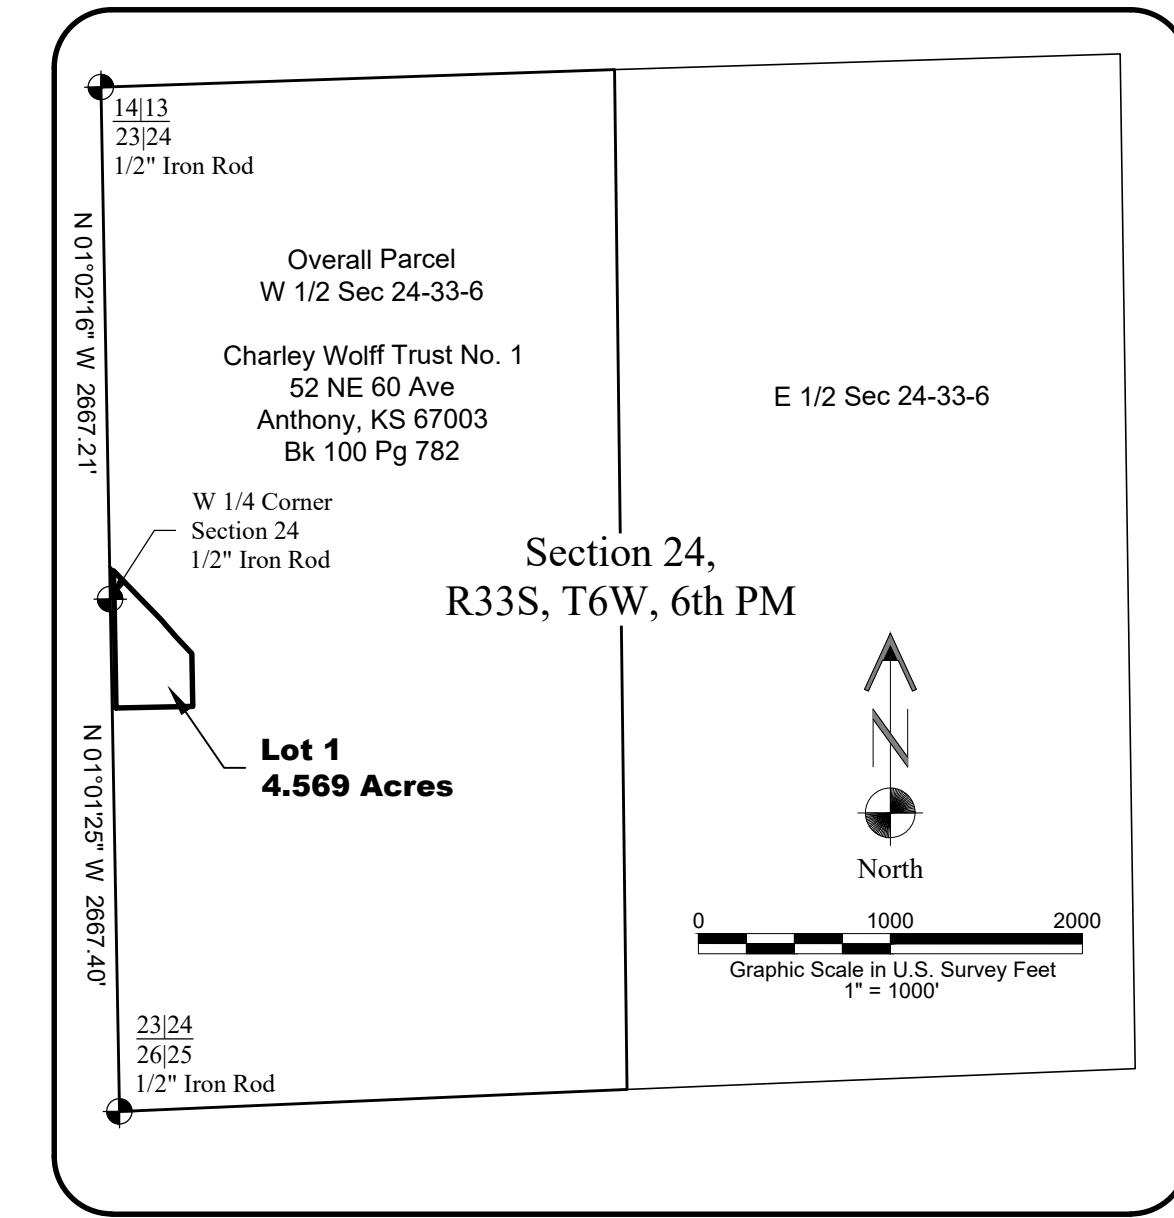 14|13
23|24
1/2" Iron Rod
N 01°02'16" W 2667.21'
Overall Parcel
W 1/2 Sec 24-33-6
Charley Wolff Trust No. 1
52 NE 60 Ave
Anthony, KS 67003
Bk 100 Pg 782
E 1/2 Sec 24-33-6
W 1/4 Corner
Section 24
1/2" Iron Rod
Section 24,
R33S, T6W, 6th PM
N
North
Lot 1
4.569 Acres
N 01°01'25" W 2667.40'
0 1000 2000
Graphic Scale in U.S. Survey Feet
1" = 1000'
23|24
26|25
1/2" Iron Rod